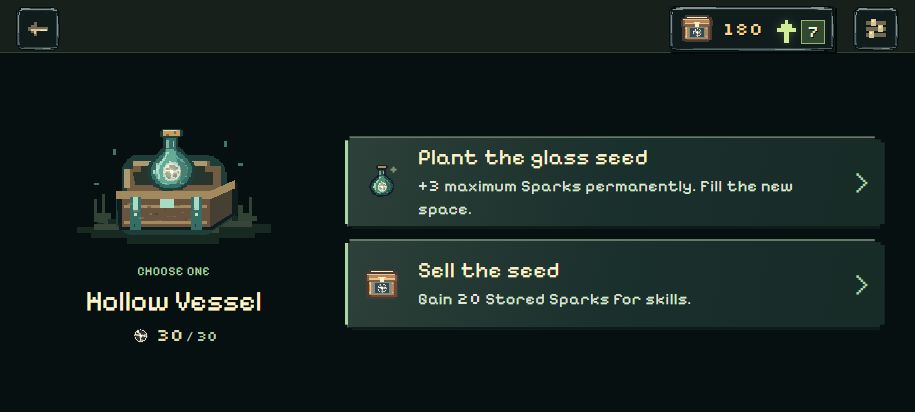 180
7
CHOOSE ONE
Hollow Vessel
30/30
Plant the glass seed
+3 maximum Sparks permanently. Fill the new
space.
Sell the seed
Gain 20 Stored Sparks for skills.